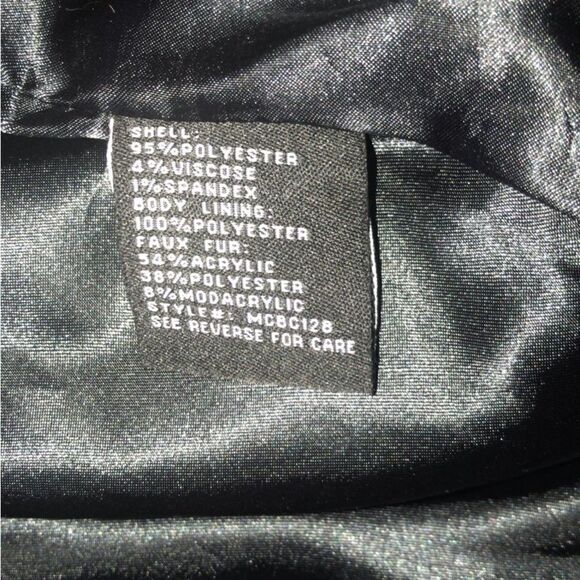 SHELL:
95%POLYESTER
4%VISCOSE
1%SPANDEX
BODY LINING:
100%POLYESTER
FAUX FUR:
54%ACRYLIC
38%POLYESTER
8%MODACRYLIC
STYLE#: MCBC128
SEE REVERSE FOR CARE